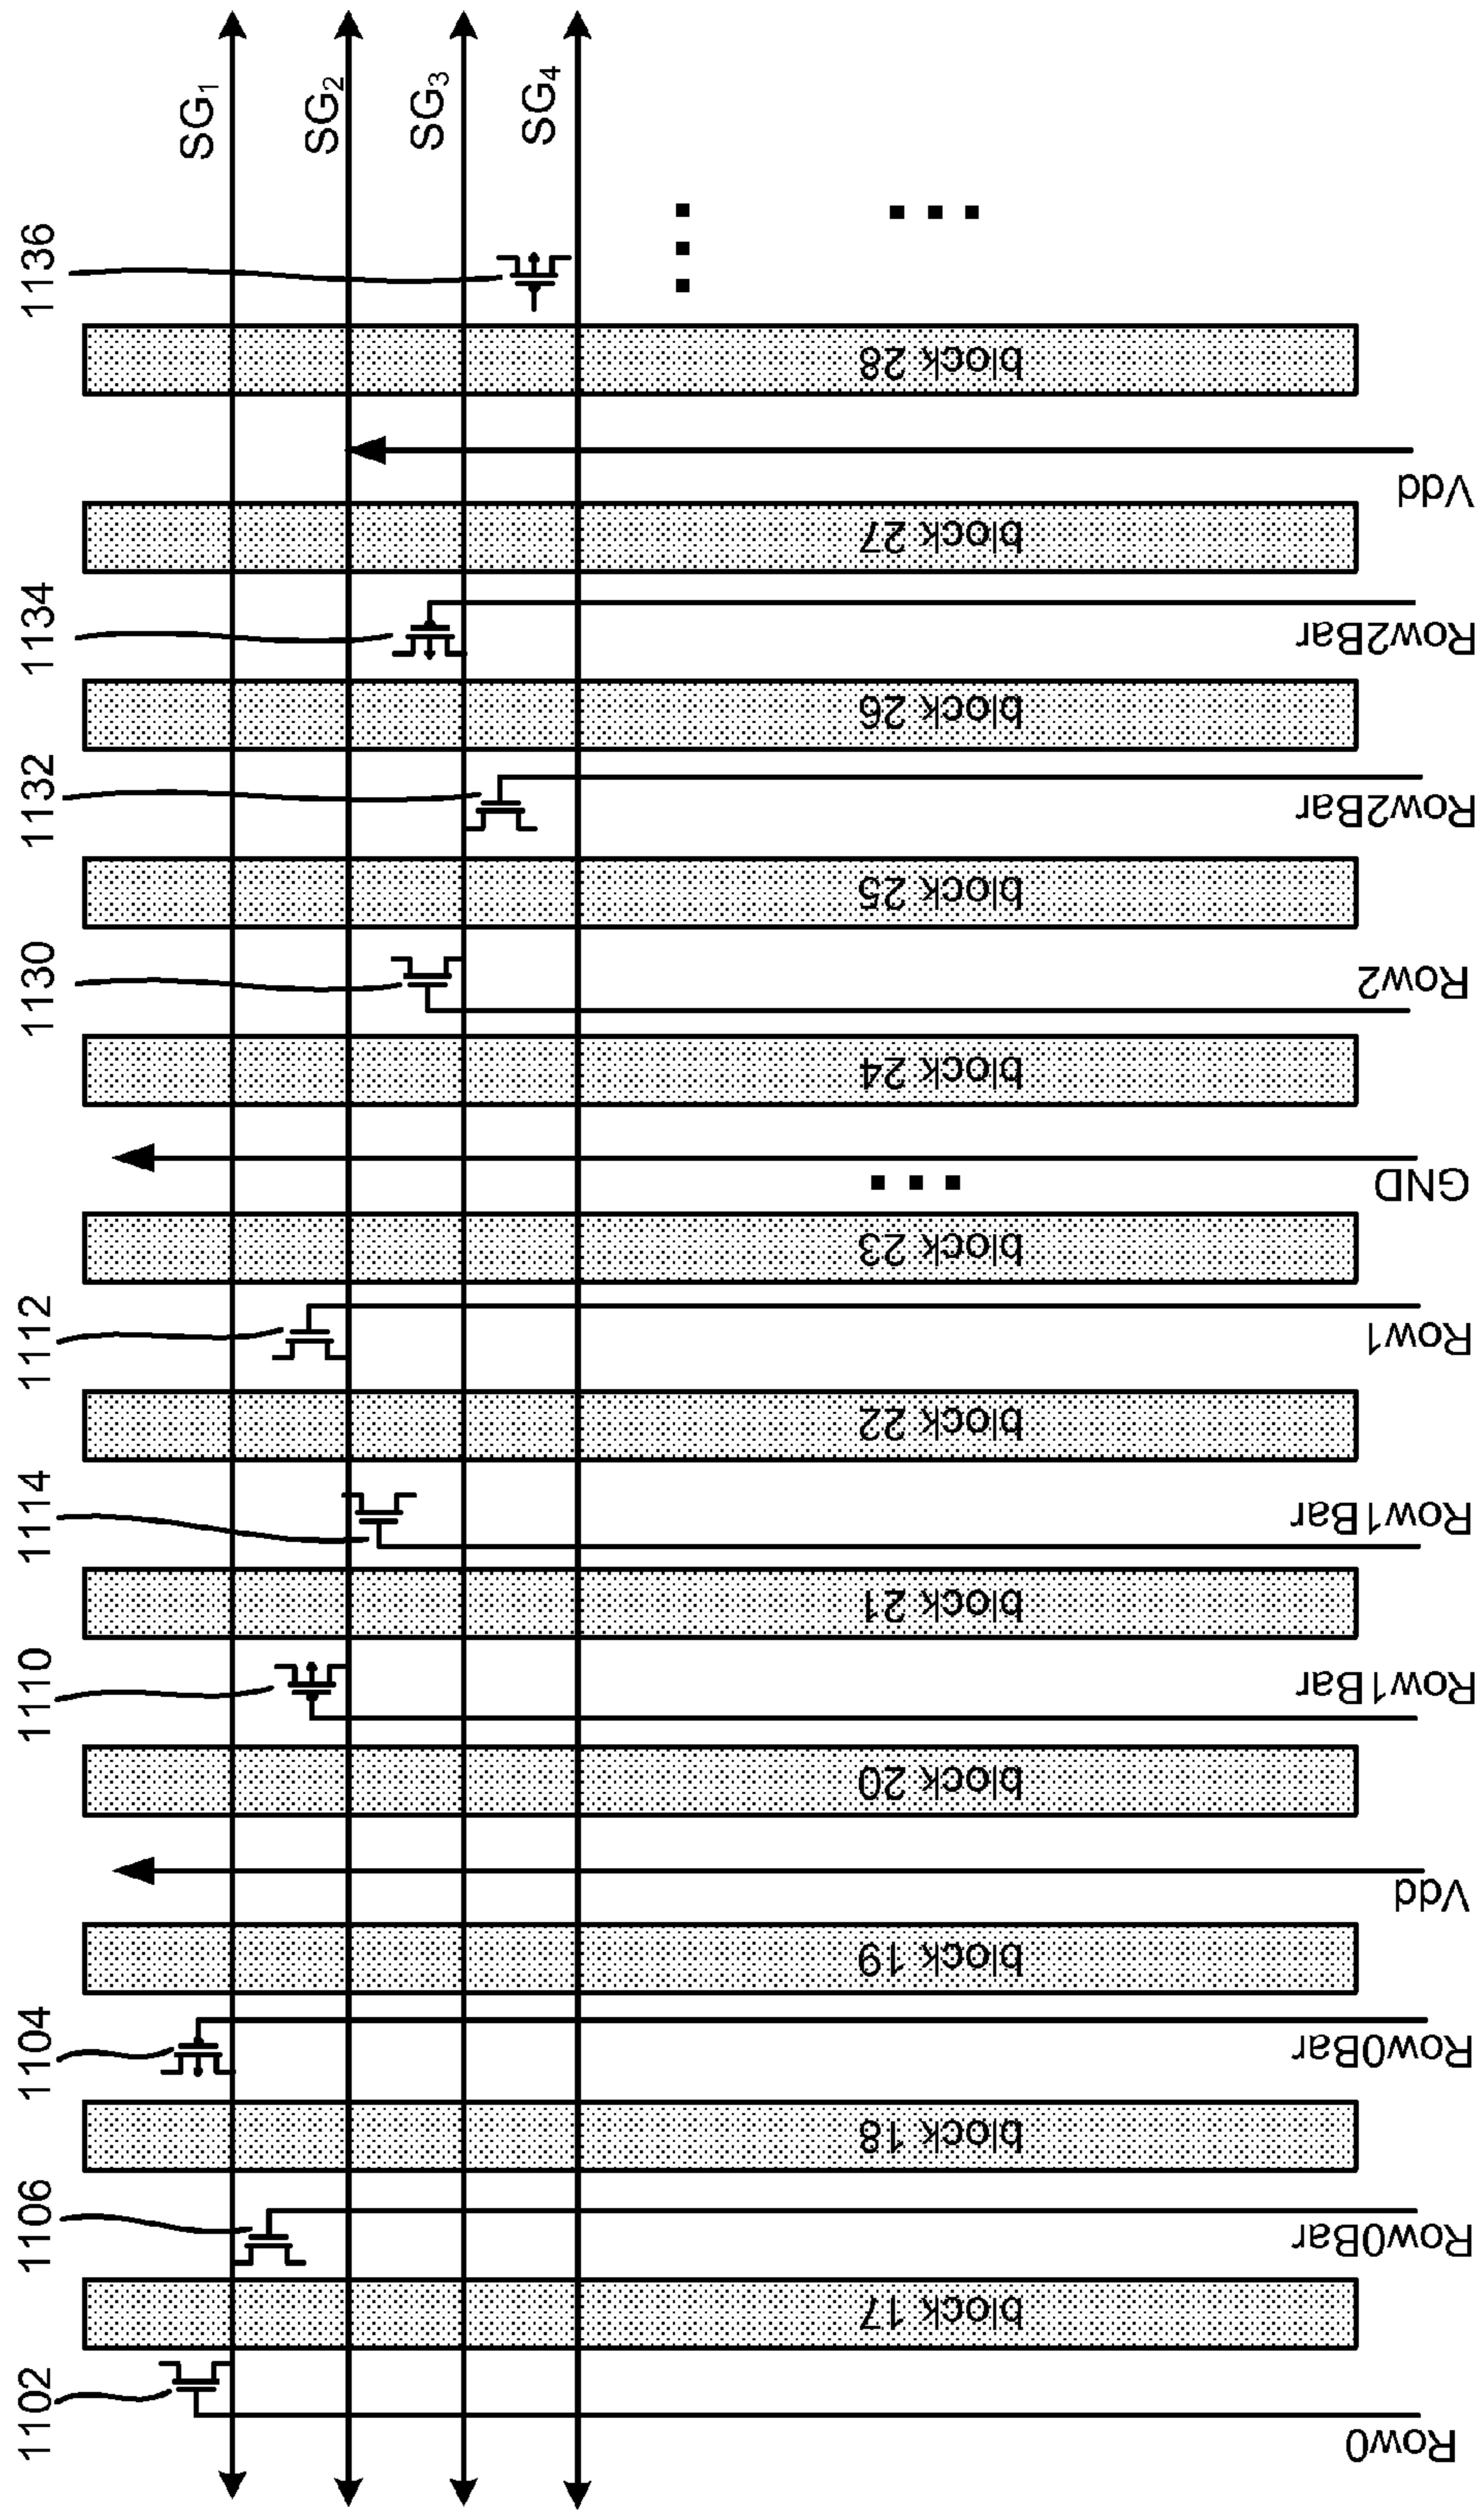 SG1
SG2
SG3
SG4
1136
block 28
Vdd
block 27
1134
Row2Bar
block 26
1132
Row2Bar
block 25
1130
Row2
block 24
GND
block 23
1112
Row1
block 22
1114
Row1Bar
block 21
1110
Row1Bar
block 20
Vdd
block 19
1104
Row0Bar
block 18
1106
Row0Bar
block 17
1102
Row0